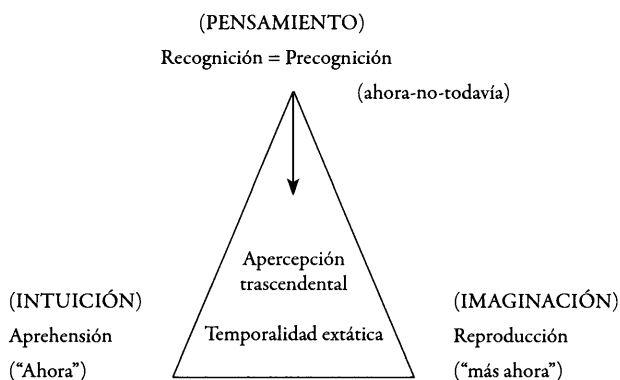 (PENSAMIENTO)
Recognición = Precognición
(ahora-no-todavía)
Apercepción
trascendental
(INTUICIÓN)
Aprehensión
(“Ahora”)
Temporalidad extática
(IMAGINACIÓN)
Reproducción
(“más ahora”)